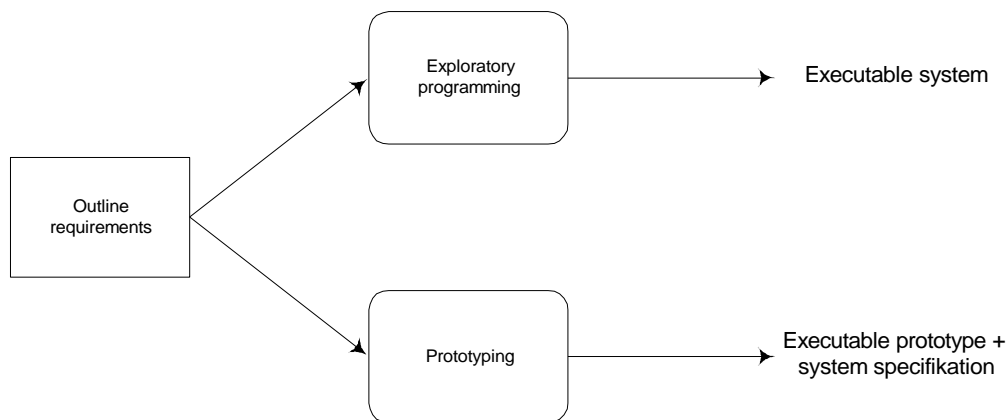 Exploratory
programming
Executable system
Outline
requirements
Prototyping
Executable prototype +
system specifikation